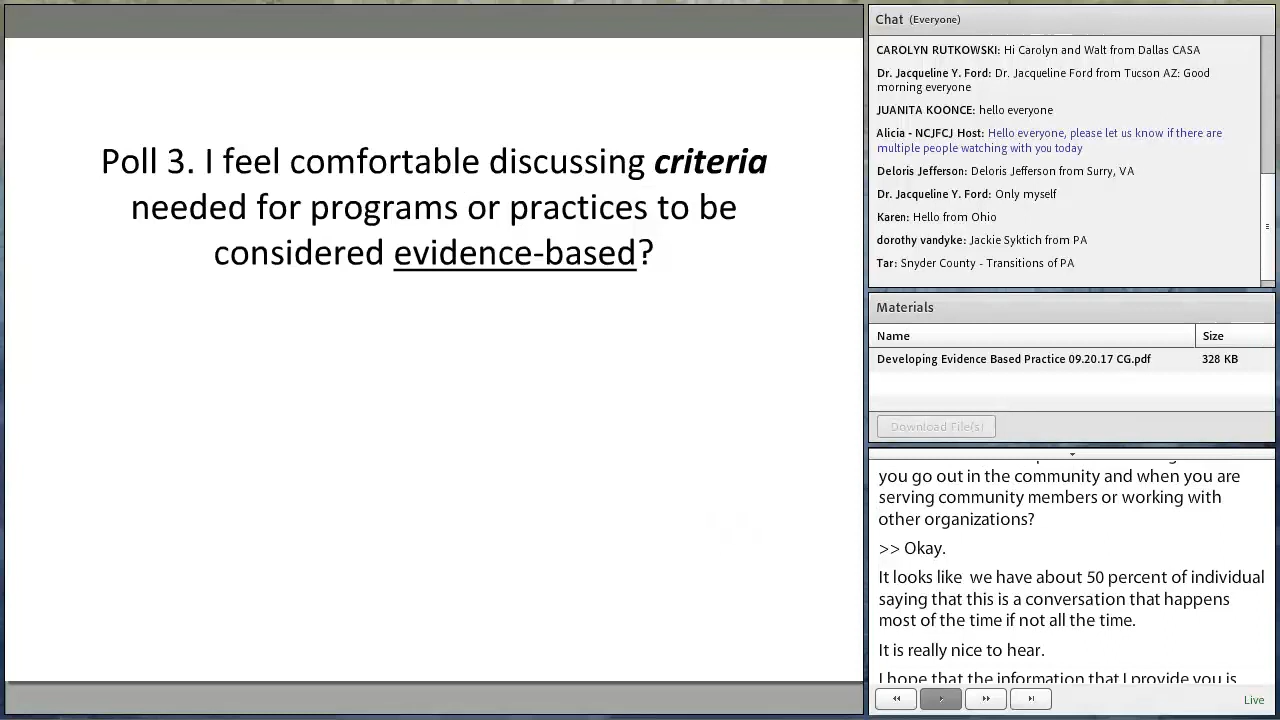 Poll 3. I feel comfortable discussing criteria
needed for programs or practices to be
considered evidence-based?
Chat (Everyone)
CAROLYN RUTKOWSKI: Hi Carolyn and Walt from Dallas CASA
Dr. Jacqueline Y. Ford: Dr. Jacqueline Ford from Tucson AZ: Good
morning everyone
JUANITA KOONCE: hello everyone
Alicia - NCJFCJ Host: Hello everyone, please let us know if there are
multiple people watching with you today
Deloris Jefferson: Deloris Jefferson from Surry, VA
Dr. Jacqueline Y. Ford: Only myself
Karen: Hello from Ohio
dorothy vandyke: Jackie Syktich from PA
Tar: Snyder County - Transitions of PA
Materials
Name Size
Developing Evidence Based Practice 09.20.17 CG.pdf 328 KB
Download File(s)
you go out in the community and when you are
serving community members or working with
other organizations?
>> Okay.
It looks like we have about 50 percent of individual
saying that this is a conversation that happens
most of the time if not all the time.
It is really nice to hear.
I hope that the information that I provide you is
Live